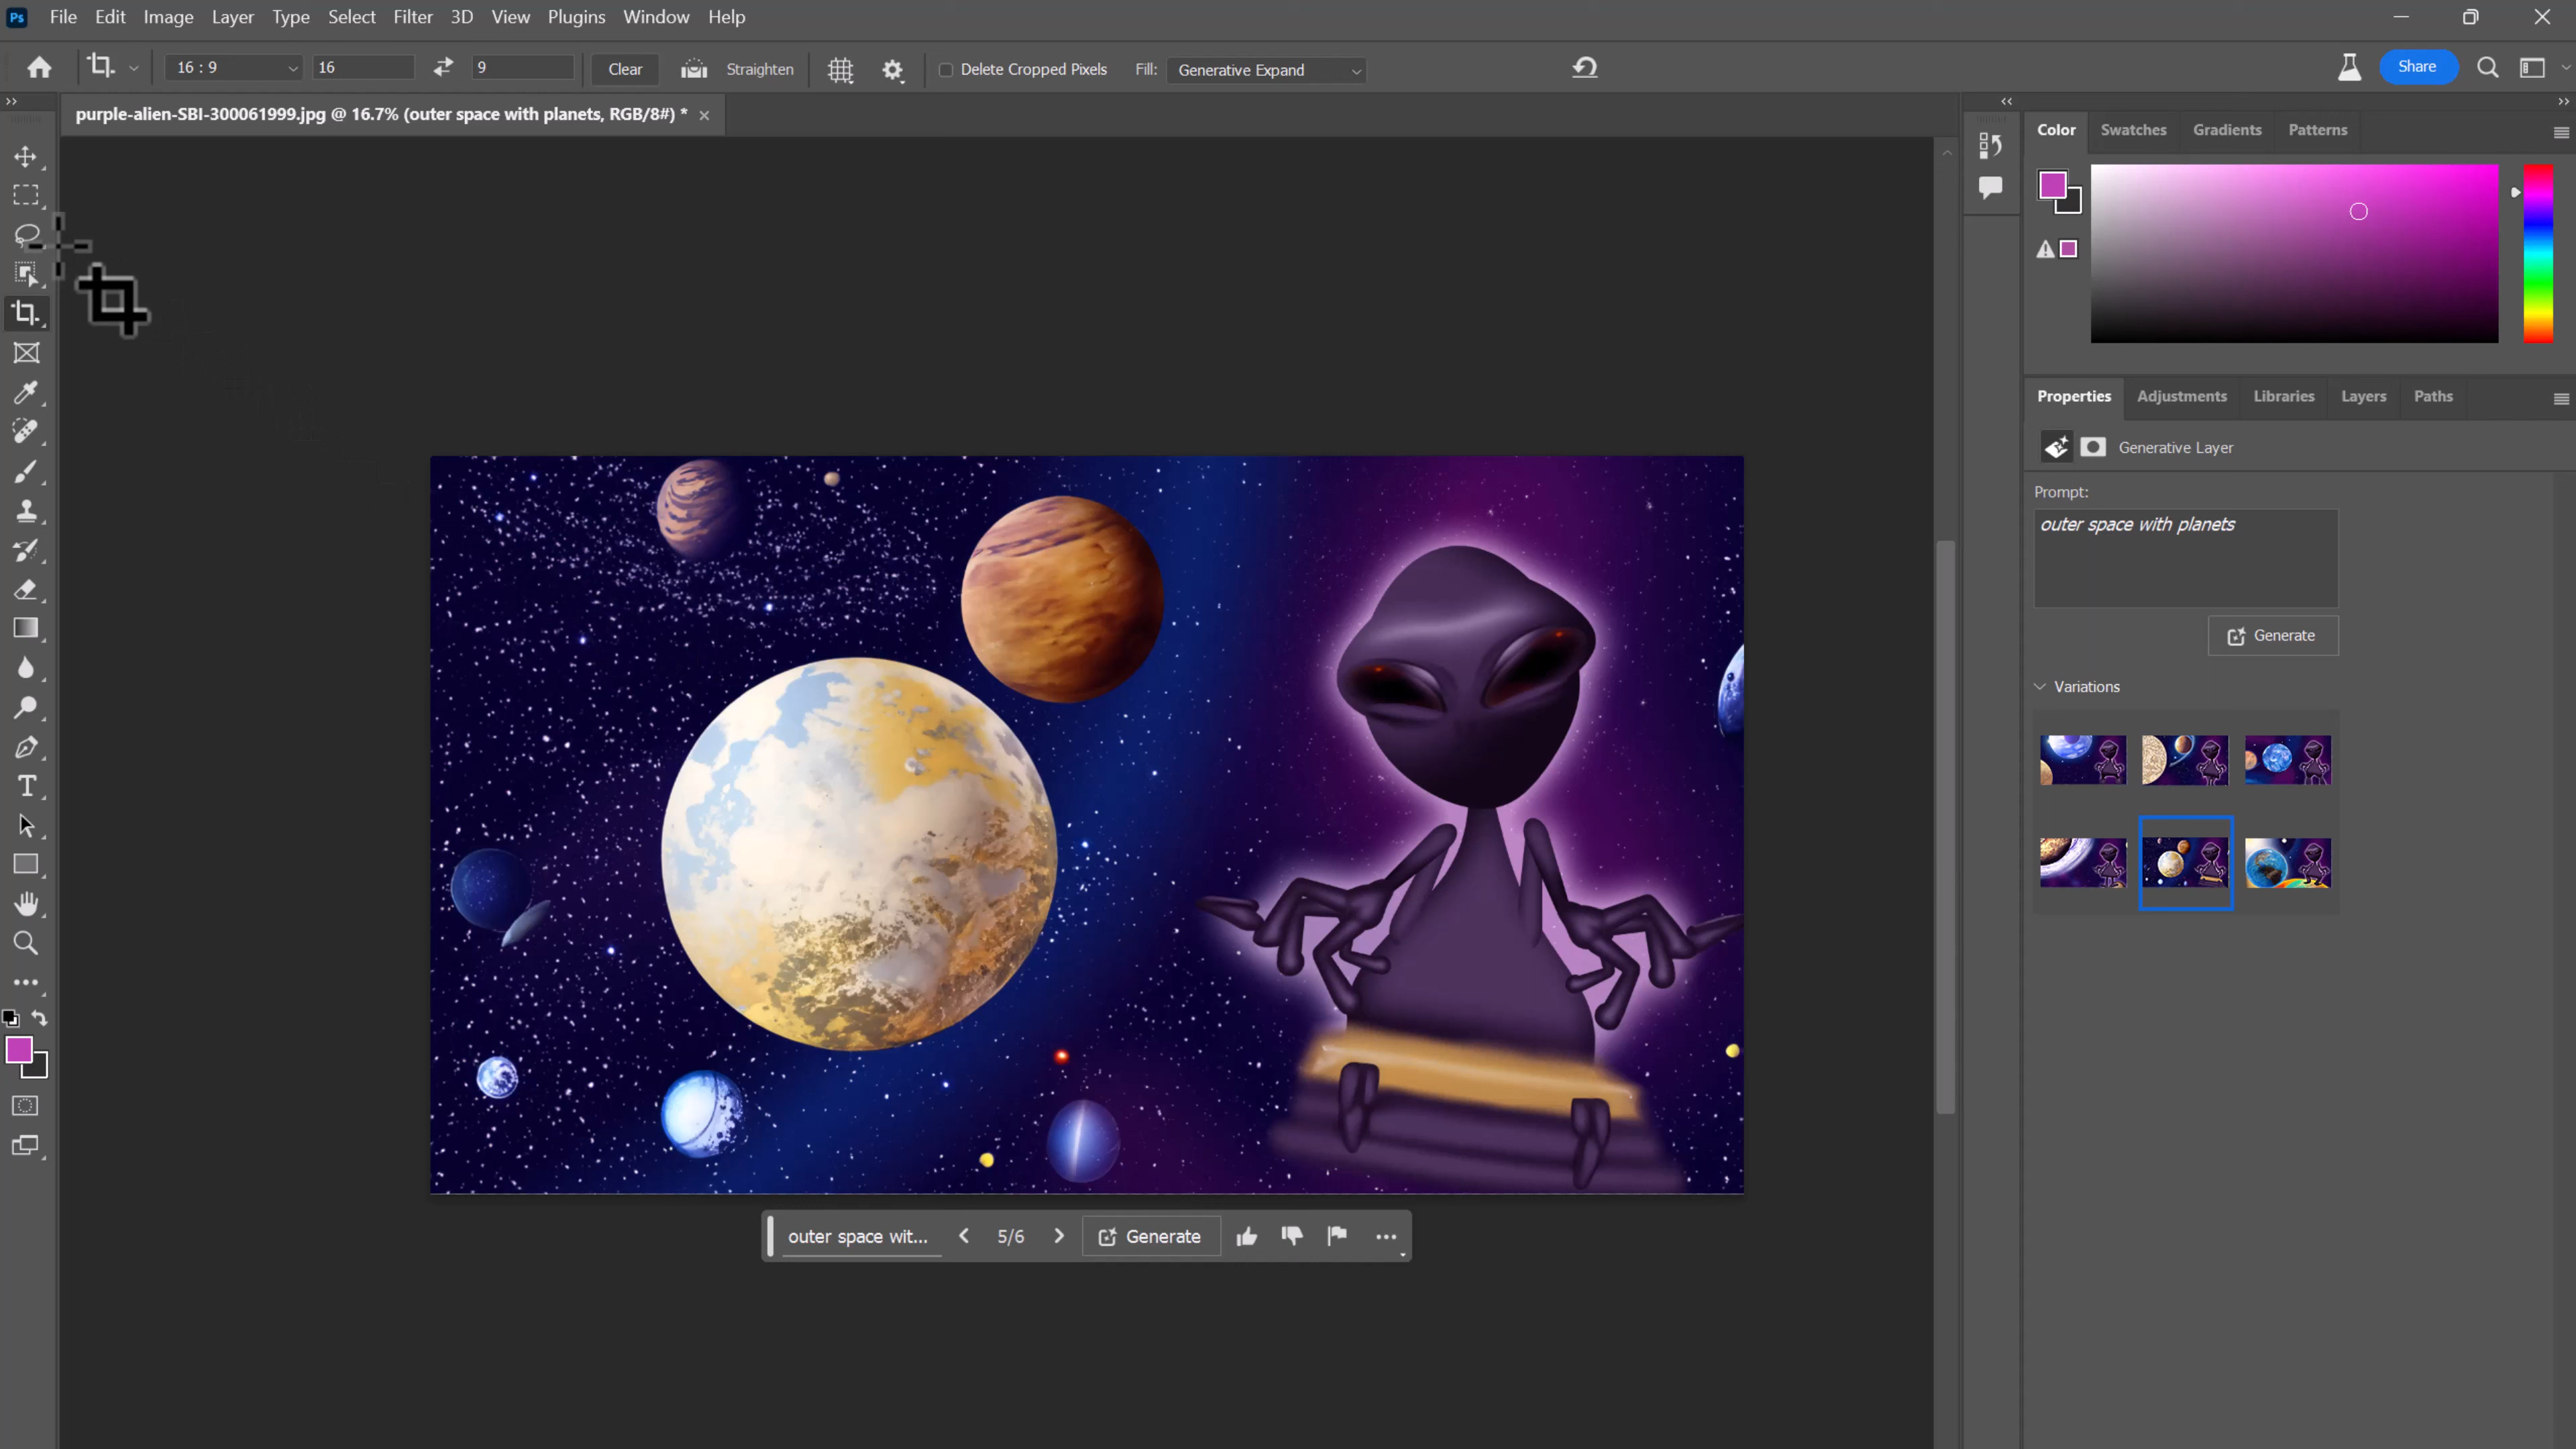 Ps File Edit Image Layer Type Select Filter 3D View Plugins Window Help
16 : 9 16 9 Clear Straighten Delete Cropped Pixels Fill: Generative Expand Share
purple-alien-SBI-300061999.jpg @ 16.7% (outer space with planets, RGB/8#) *
Color Swatches Gradients Patterns
Properties Adjustments Libraries Layers Paths
Generative Layer
Prompt:
outer space with planets
Generate
Variations
outer space wit... 5/6 Generate